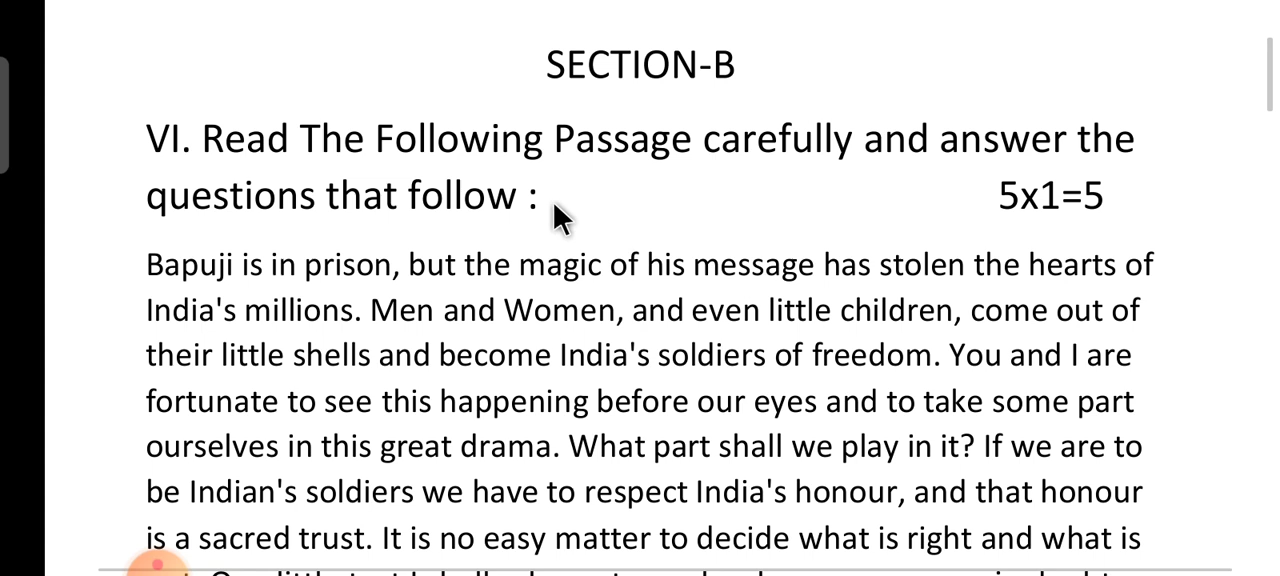 SECTION-B
VI. Read The Following Passage carefully and answer the
questions that follow : 5x1=5
Bapuji is in prison, but the magic of his message has stolen the hearts of
India's millions. Men and Women, and even little children, come out of
their little shells and become India's soldiers of freedom. You and I are
fortunate to see this happening before our eyes and to take some part
ourselves in this great drama. What part shall we play in it? If we are to
be Indian's soldiers we have to respect India's honour, and that honour
is a sacred trust. It is no easy matter to decide what is right and what is